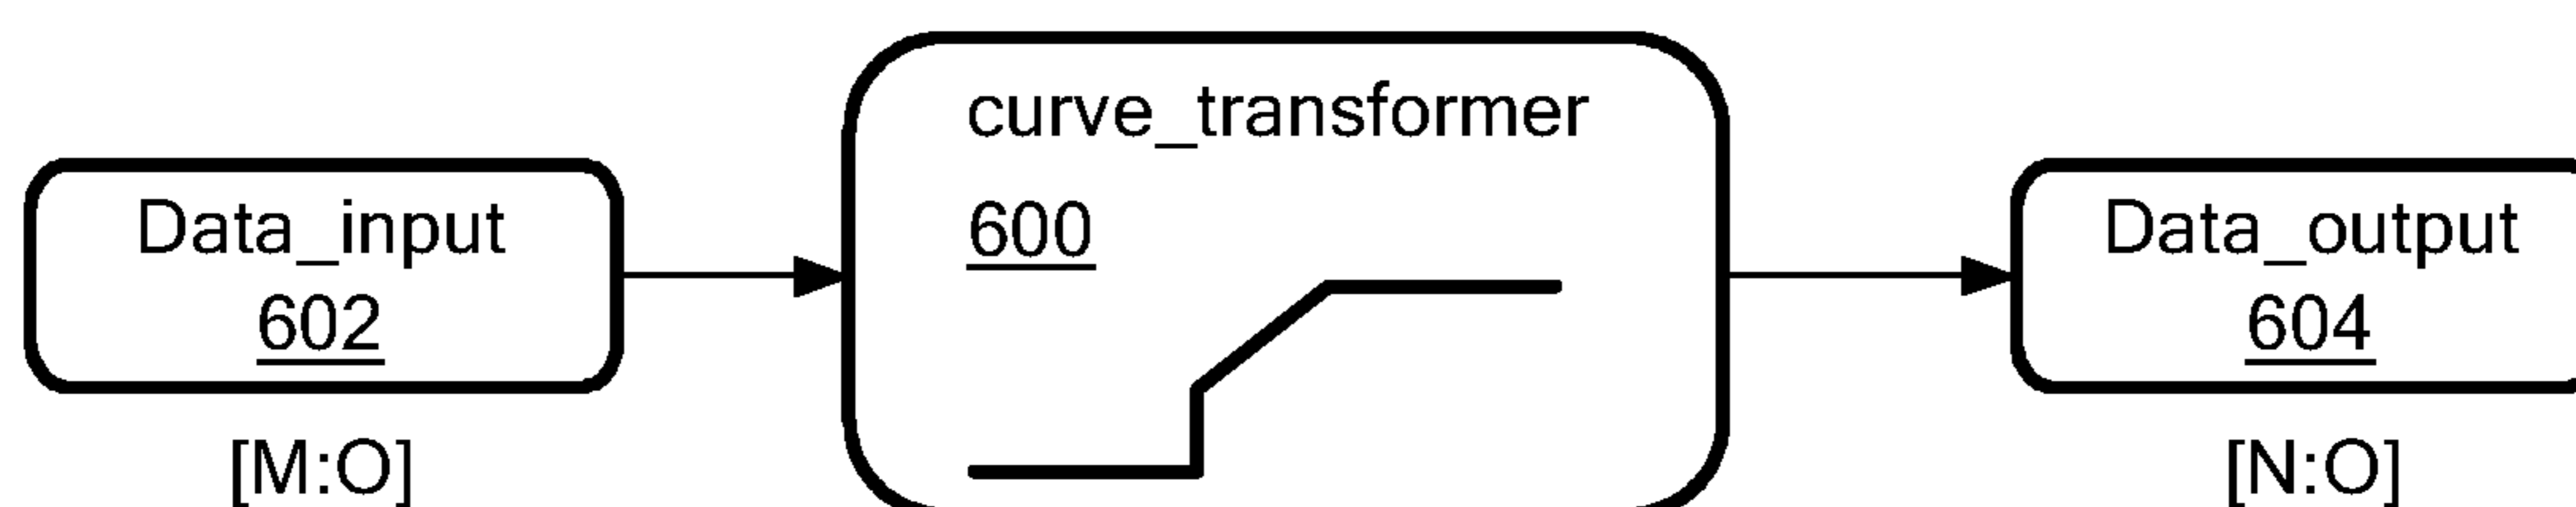 curve_transformer
600
Data_input
602
[M:O]
Data_output
604
[N:O]